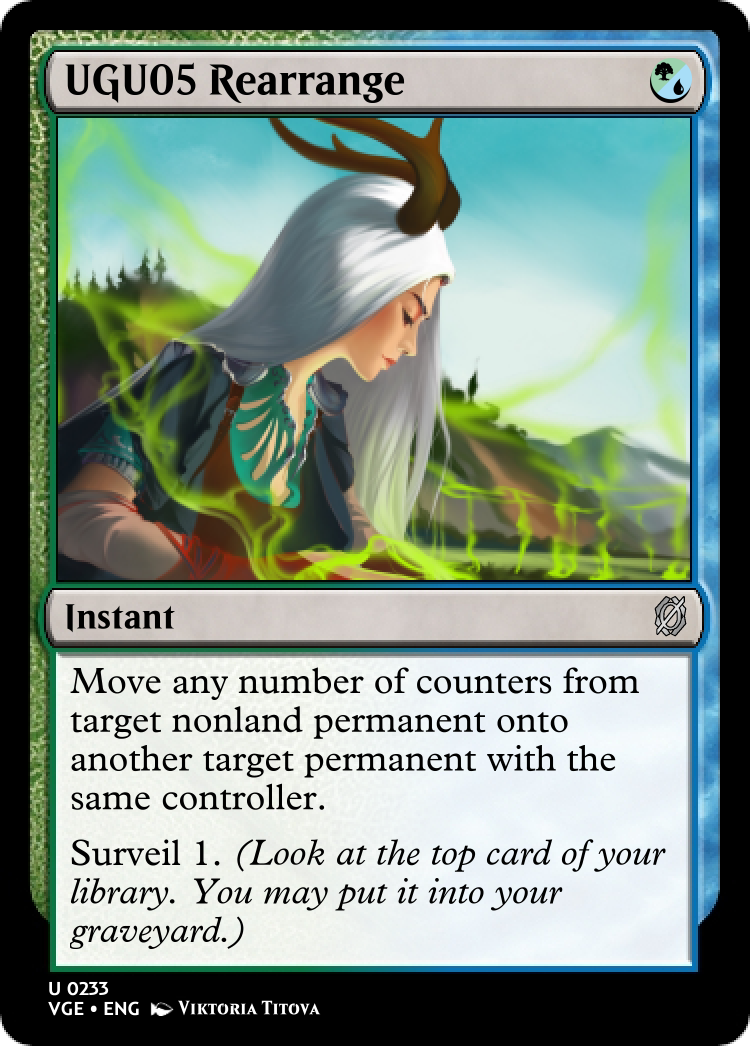 UGU05 Rearrange
Instant
Move any number of counters from
target nonland permanent onto
another target permanent with the
same controller.
Surveil 1. (Look at the top card of your
library. You may put it into your
graveyard.)
U 0233
VGE • ENG Viktoria Titova